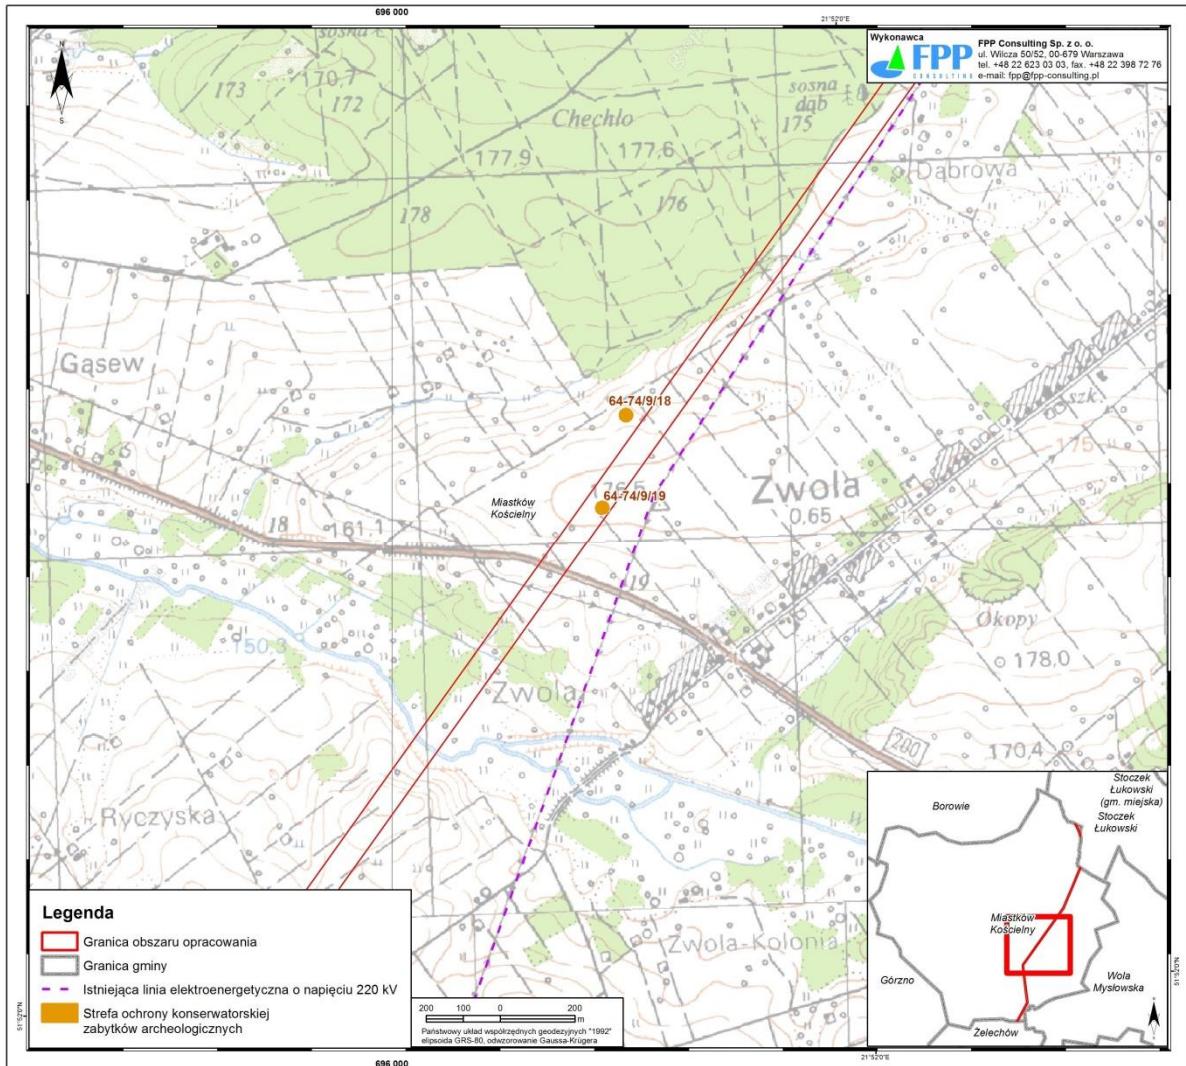 696 000
21°52'0"E
N
S
Wykonawca
FPP
CONSULTING
FPP Consulting Sp. z o. o.
ul. Wilcza 50/52, 00-679 Warszawa
tel. +48 22 623 03 03, fax. +48 22 398 72 76
e-mail: fpp@fpp-consulting.pl
sosna
170,7
173
172
Chechło
sosna
dąb
175
177,9
177,6
178
176
Dąbrowa
Gąsew
64-74/9/18
szk
175
176,5
64-74/9/19
Zwola
0.65
Miastków
Kościelny
18
161,1
19
Okopy
150,3
178,0
Zwola
200
170,4
Ryczyska
Zwola-Kolonia
Legenda
Granica obszaru opracowania
Granica gminy
Istniejąca linia elektroenergetyczna o napięciu 220 kV
Strefa ochrony konserwatorskiej
zabytków archeologicznych
200 100 0 200
m
Państwowy układ współrzędnych geodezyjnych "1992"
elipsoida GRS-80, odwzorowanie Gaussa-Krügera
Stoczek
Łukowski
(gm. miejska)
Borowie
Stoczek
Łukowski
Miastków
Kościelny
Górzno
Wola
Mysłowska
Żelechów
51°52'0"N
51°52'0"N
696 000
21°52'0"E